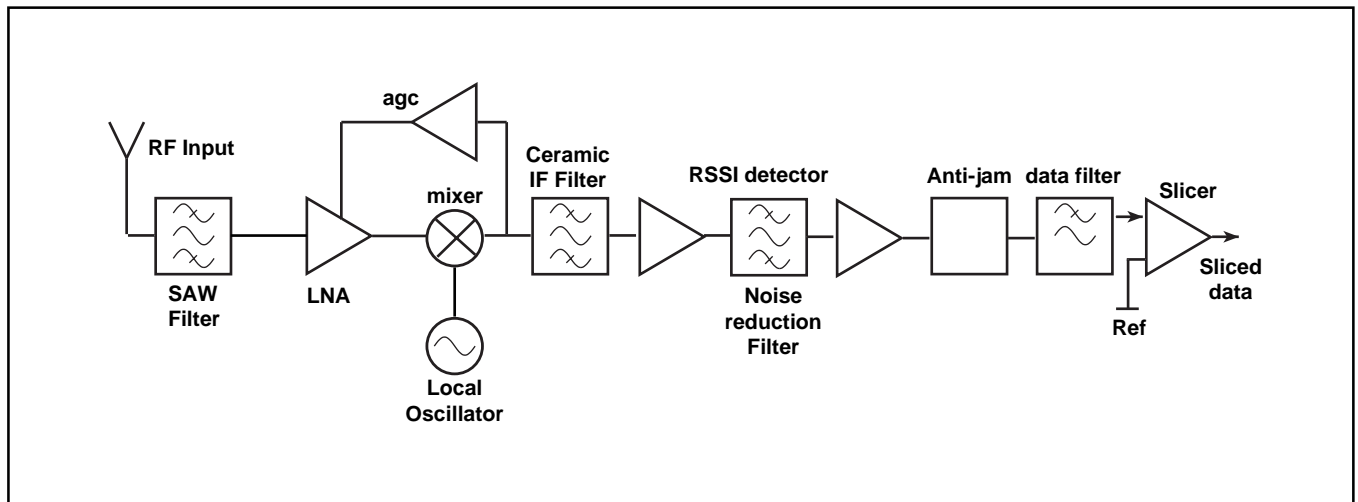 agc
RF Input
Ceramic
IF Filter
RSSI detector
Anti-jam
data filter
mixer
Slicer
SAW
Filter
LNA
Noise
reduction
Filter
Sliced
data
Ref
Local
Oscillator